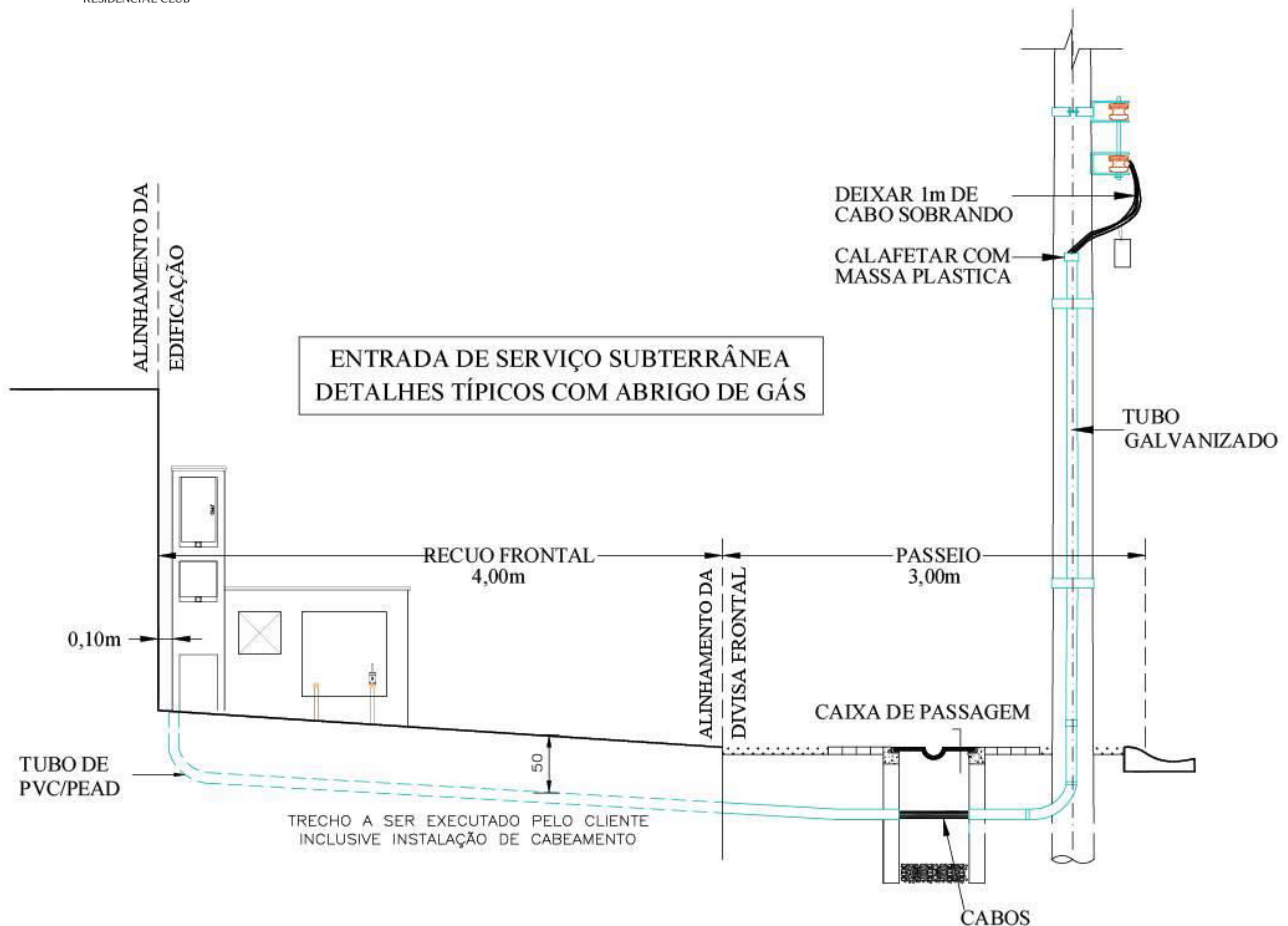 RESIDENCIAL CLUB
DEIXAR 1m DE
CABO SOBRANDO
CALAFETAR COM
MASSA PLASTICA
ALINHAMENTO DA
EDIFICAÇÃO
ENTRADA DE SERVIÇO SUBTERRÂNEA
DETALHES TÍPICOS COM ABRIGO DE GÁS
TUBO
GALVANIZADO
RECUO FRONTAL
4,00m
PASSEIO
3,00m
0,10m
ALINHAMENTO DA
DIVISA FRONTAL
CAIXA DE PASSAGEM
50
TUBO DE
PVC/PEAD
TRECHO A SER EXECUTADO PELO CLIENTE
INCLUSIVE INSTALAÇÃO DE CABEAMENTO
CABOS